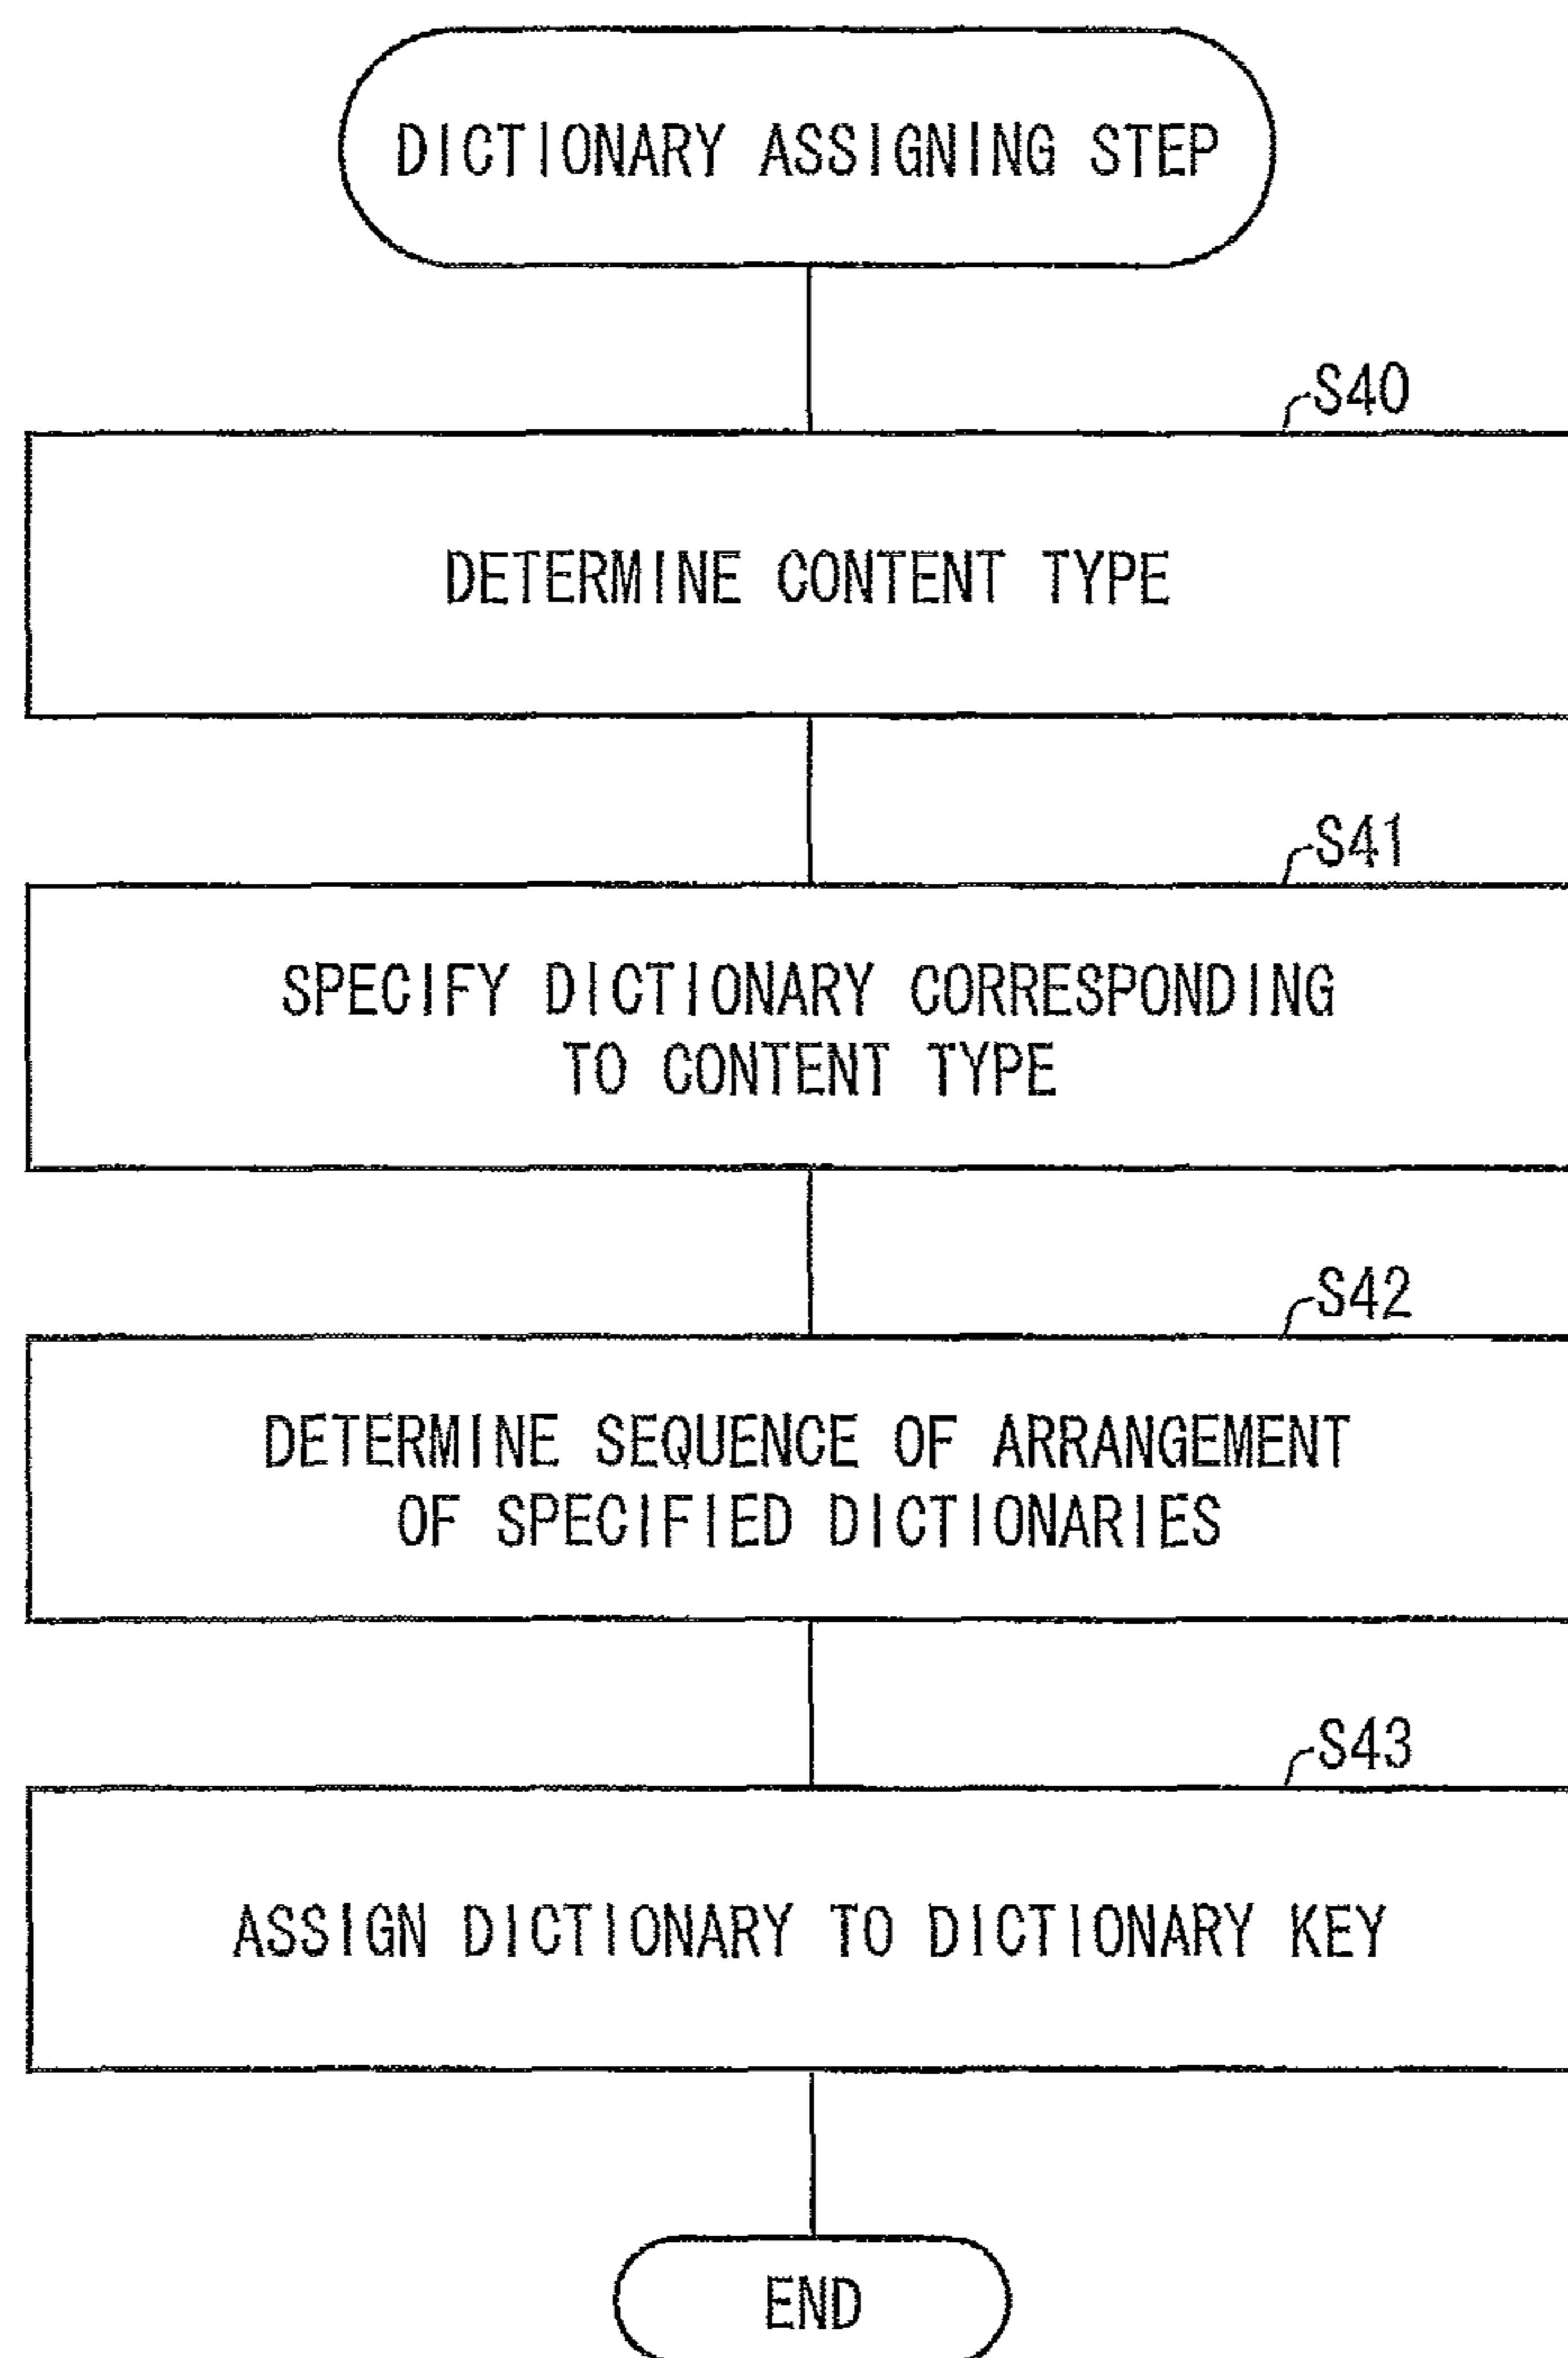 DICTIONARY ASSIGNING STEP
S40
DETERMINE CONTENT TYPE
S41
SPECIFY DICTIONARY CORRESPONDING
TO CONTENT TYPE
S42
DETERMINE SEQUENCE OF ARRANGEMENT
OF SPECIFIED DICTIONARIES
S43
ASSIGN DICTIONARY TO DICTIONARY KEY
END